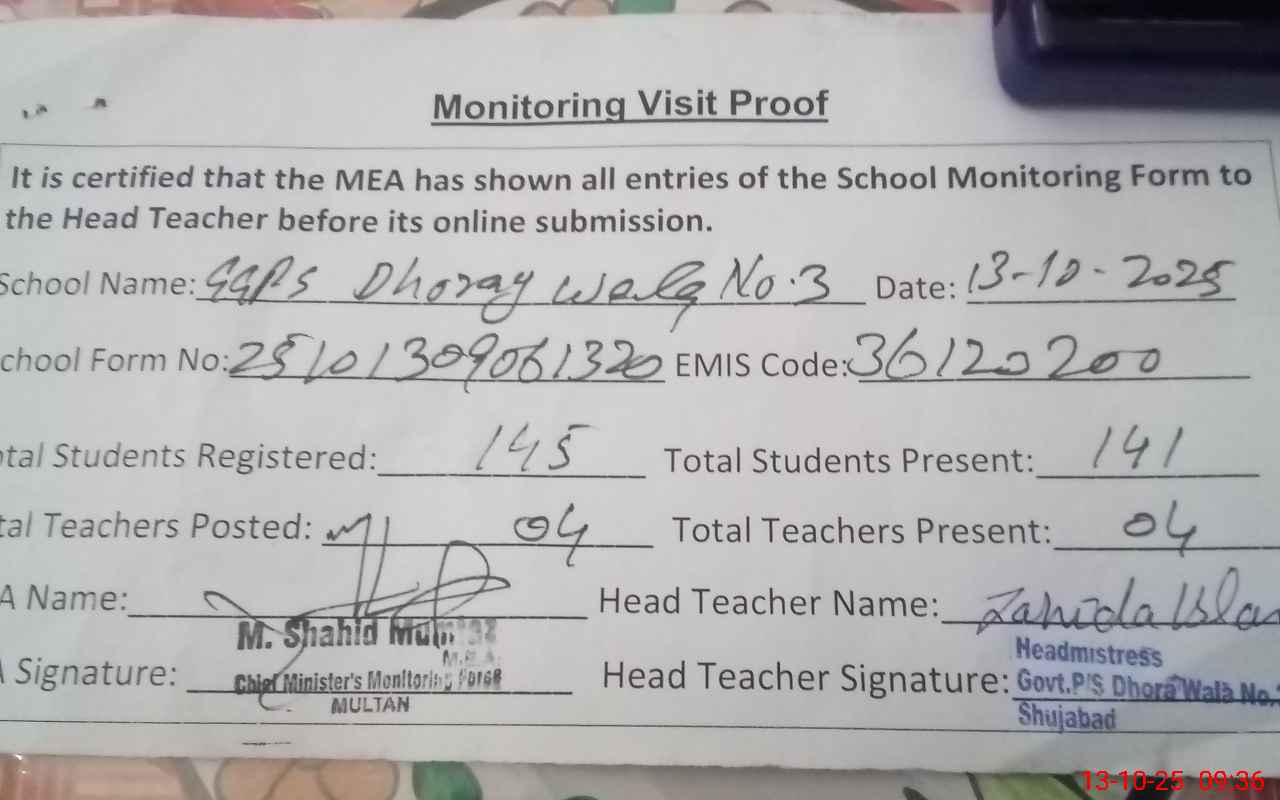 Monitoring Visit Proof
It is certified that the MEA has shown all entries of the School Monitoring Form to
the Head Teacher before its online submission.
School Name: GGPS Dhoray Wala No.3 Date: 13-10-2025
chool Form No: 25101309061320 EMIS Code: 36120200
tal Students Registered: 145 Total Students Present: 141
tal Teachers Posted: 04 Total Teachers Present: 04
A Name: Head Teacher Name: Zahida Islam
M. Shahid
M.E.A.
A Signature: Chief Minister's Monitoring Force Head Teacher Signature:
MULTAN
Headmistress
Govt.P/S Dhora Wala No.
Shujabad
13-10-25 09:36